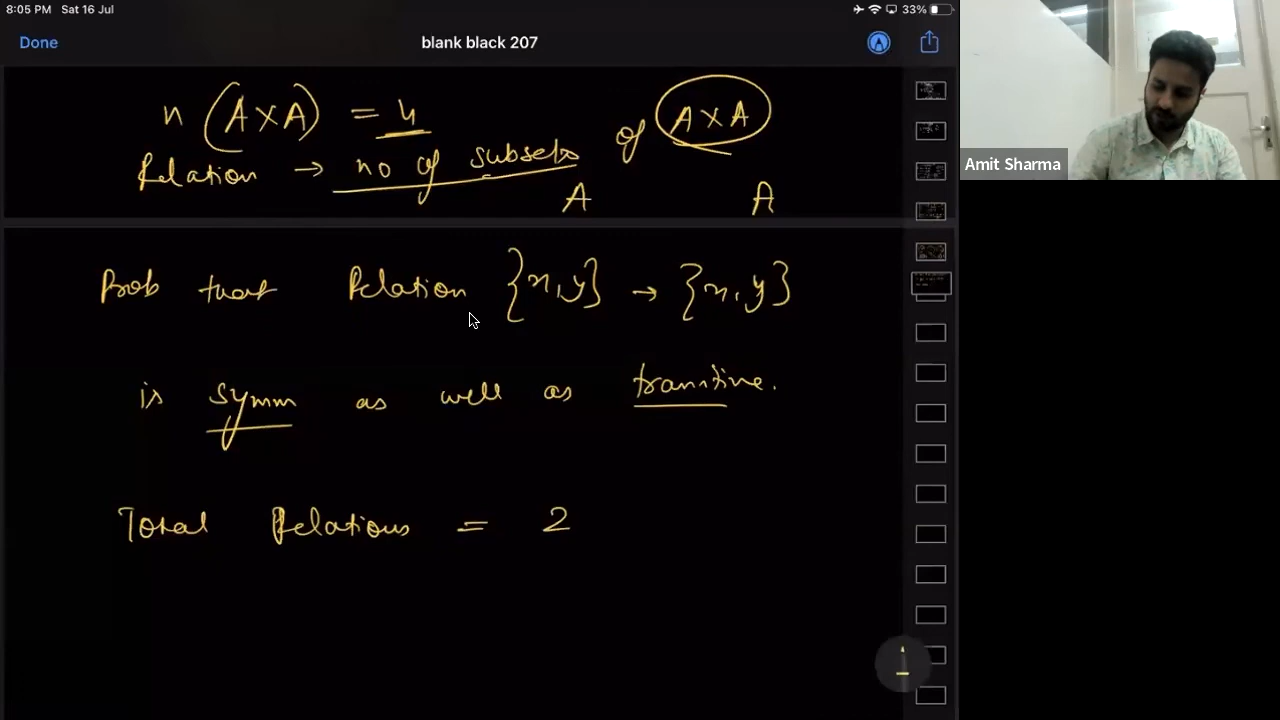 8:05 PM Sat 16 Jul 33%
Done blank black 207
n (A×A) = 4
Relation → no of subsets of A×A
A A
Amit Sharma
Prob that Relation {x,y} → {x,y}
is symm as well as transitive.
Total Relations = 2